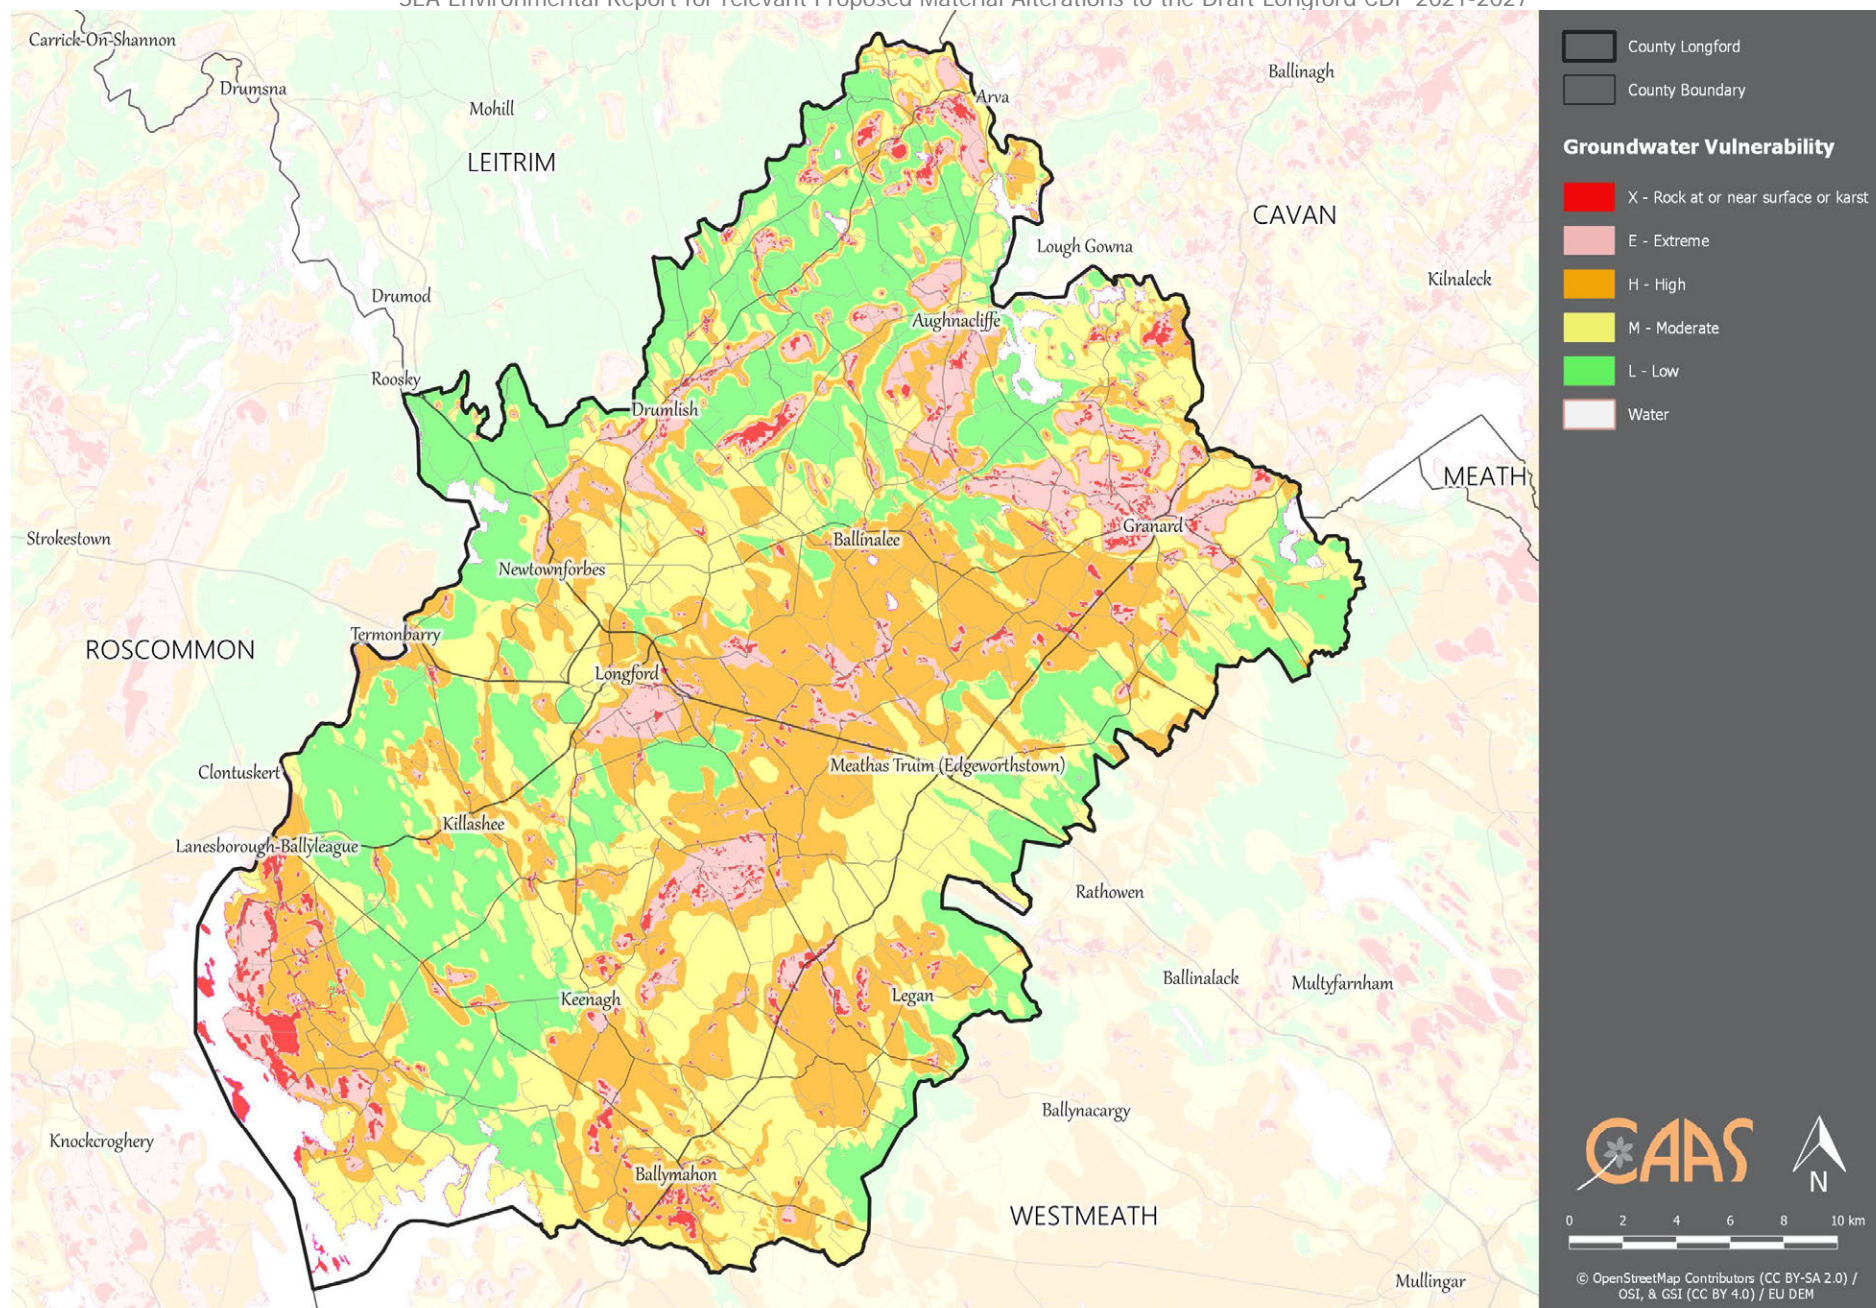 SEA Environmental Report for relevant Proposed Material Alterations to the Draft Longford CDP 2021-2027
Carrick-On-Shannon
Drumsna
Mohill
LEITRIM
Arva
Ballinagh
CAVAN
Lough Gowna
Kilnaleck
Drumod
Aughnacliffe
Roosky
Drumlish
MEATH
Strokestown
Granard
Ballinalee
Newtownforbes
Termonbarry
ROSCOMMON
Longford
Clontuskert
Meathas Truim (Edgeworthstown)
Killashee
Lanesborough-Ballyleague
Rathowen
Ballinalack
Multyfarnham
Keenagh
Legan
Ballynacargy
Knockcroghery
Ballymahon
WESTMEATH
Mullingar
County Longford
County Boundary
Groundwater Vulnerability
X - Rock at or near surface or karst
E - Extreme
H - High
M - Moderate
L - Low
Water
CAAS
N
0 2 4 6 8 10 km
© OpenStreetMap Contributors (CC BY-SA 2.0) /
OSI, & GSI (CC BY 4.0) / EU DEM